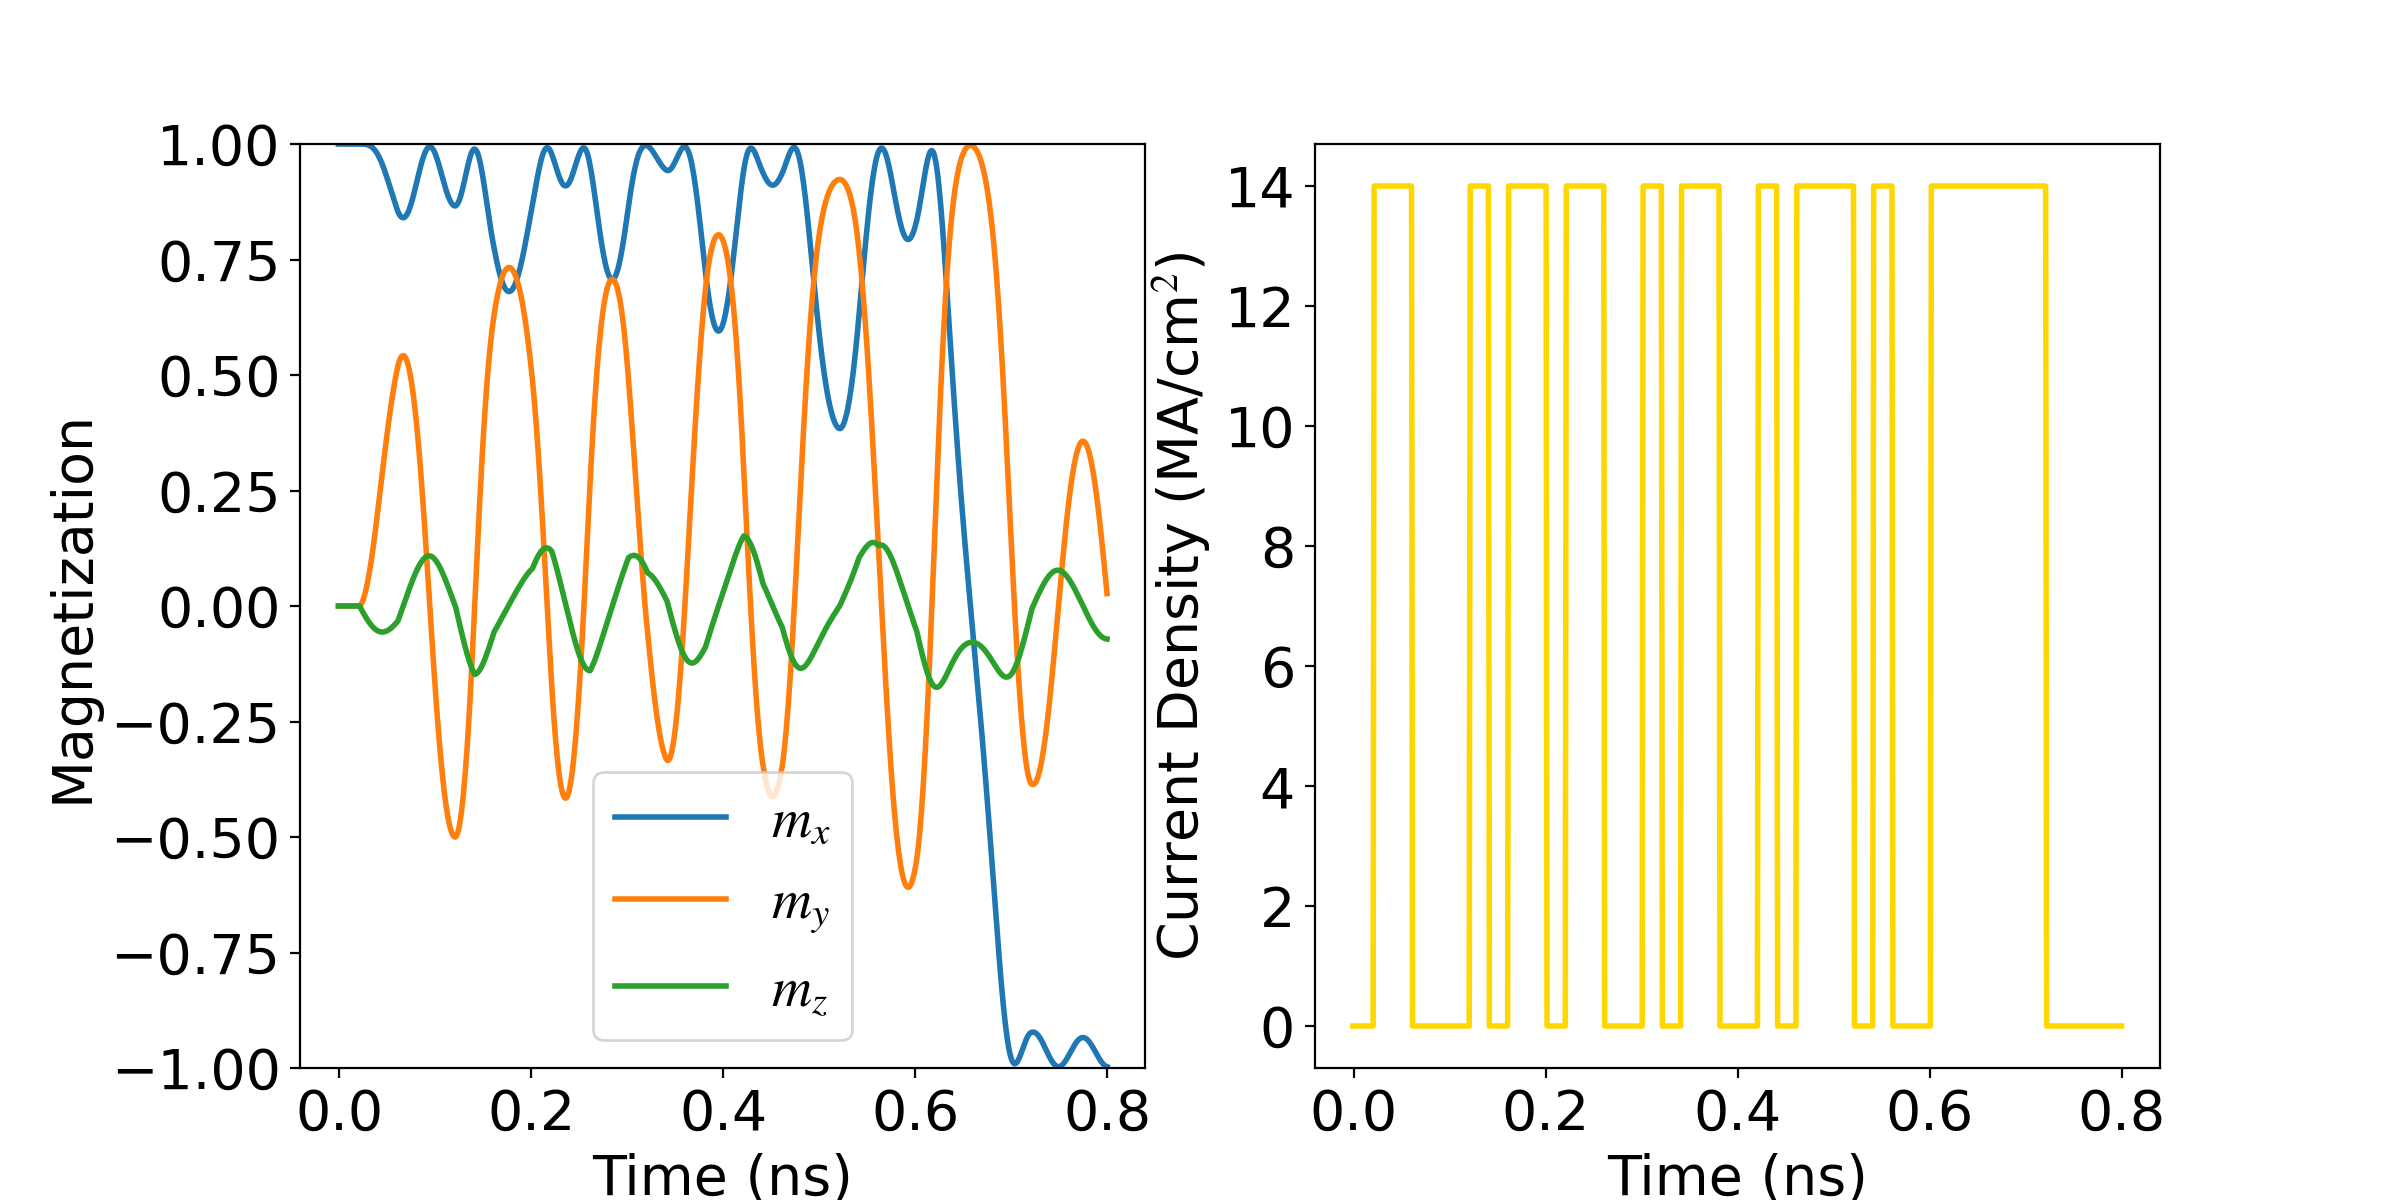 Magnetization
1.00
0.75
0.50
0.25
0.00
−0.25
−0.50
−0.75
−1.00
0.0 0.2 0.4 0.6 0.8
Time (ns)
m_x
m_y
m_z
Current Density (MA/cm²)
14
12
10
8
6
4
2
0
0.0 0.2 0.4 0.6 0.8
Time (ns)